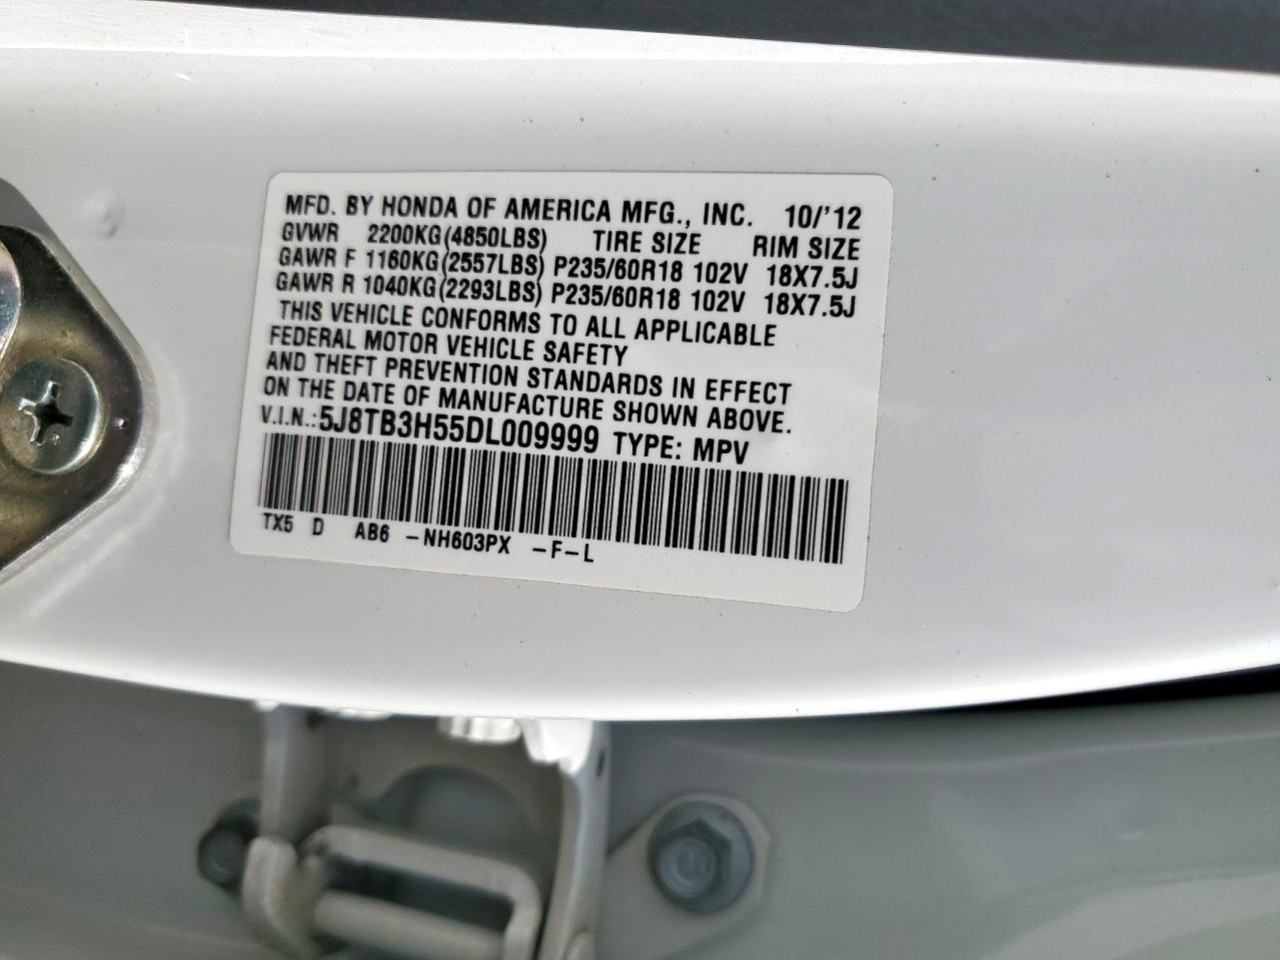 MFD. BY HONDA OF AMERICA MFG., INC. 10/'12
GVWR 2200KG(4850LBS) TIRE SIZE RIM SIZE
GAWR F 1160KG(2557LBS) P235/60R18 102V 18X7.5J
GAWR R 1040KG(2293LBS) P235/60R18 102V 18X7.5J
THIS VEHICLE CONFORMS TO ALL APPLICABLE
FEDERAL MOTOR VEHICLE SAFETY
AND THEFT PREVENTION STANDARDS IN EFFECT
ON THE DATE OF MANUFACTURE SHOWN ABOVE.
V.I.N.:5J8TB3H55DL009999 TYPE: MPV
TX5 D AB6 -NH603PX -F-L